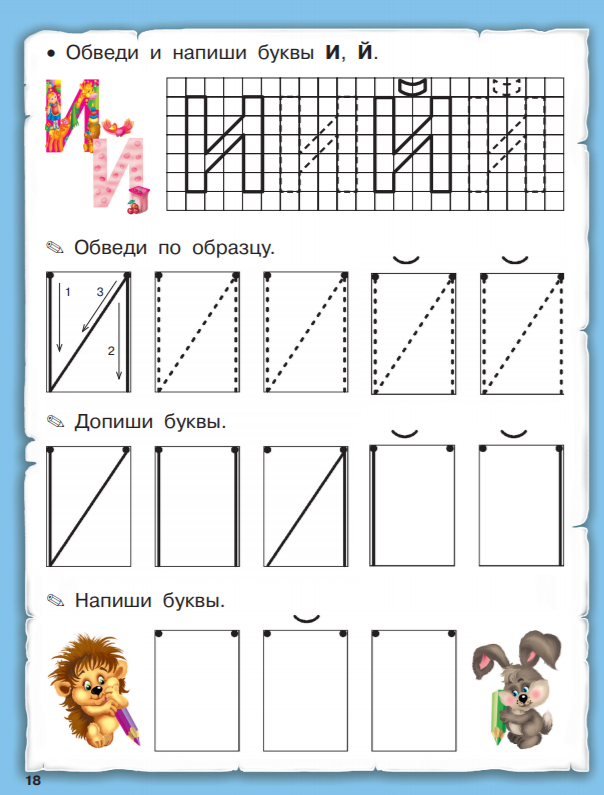 • Обведи и напиши буквы И, Й.
И Й И И Й Й
Обведи по образцу.
1 3 2
Допиши буквы.
Напиши буквы.
18